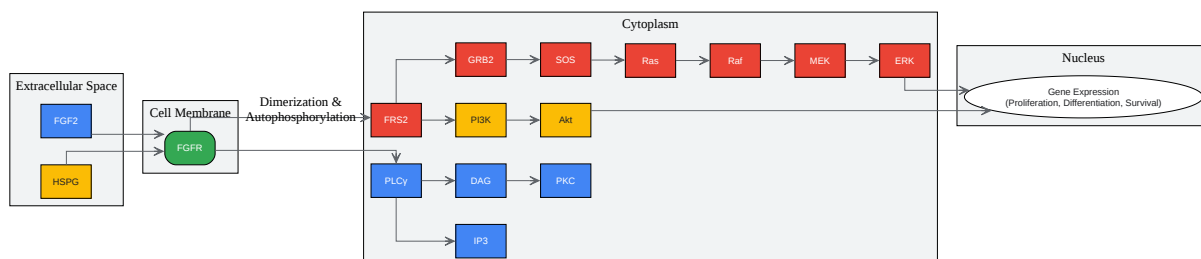 Cytoplasm
GRB2
SOS
Ras
Raf
MEK
ERK
Nucleus
Gene Expression
(Proliferation, Differentiation, Survival)
Extracellular Space
FGF2
HSPG
Cell Membrane
FGFR
Dimerization &
Autophosphorylation
FRS2
PI3K
Akt
PLCγ
DAG
PKC
IP3